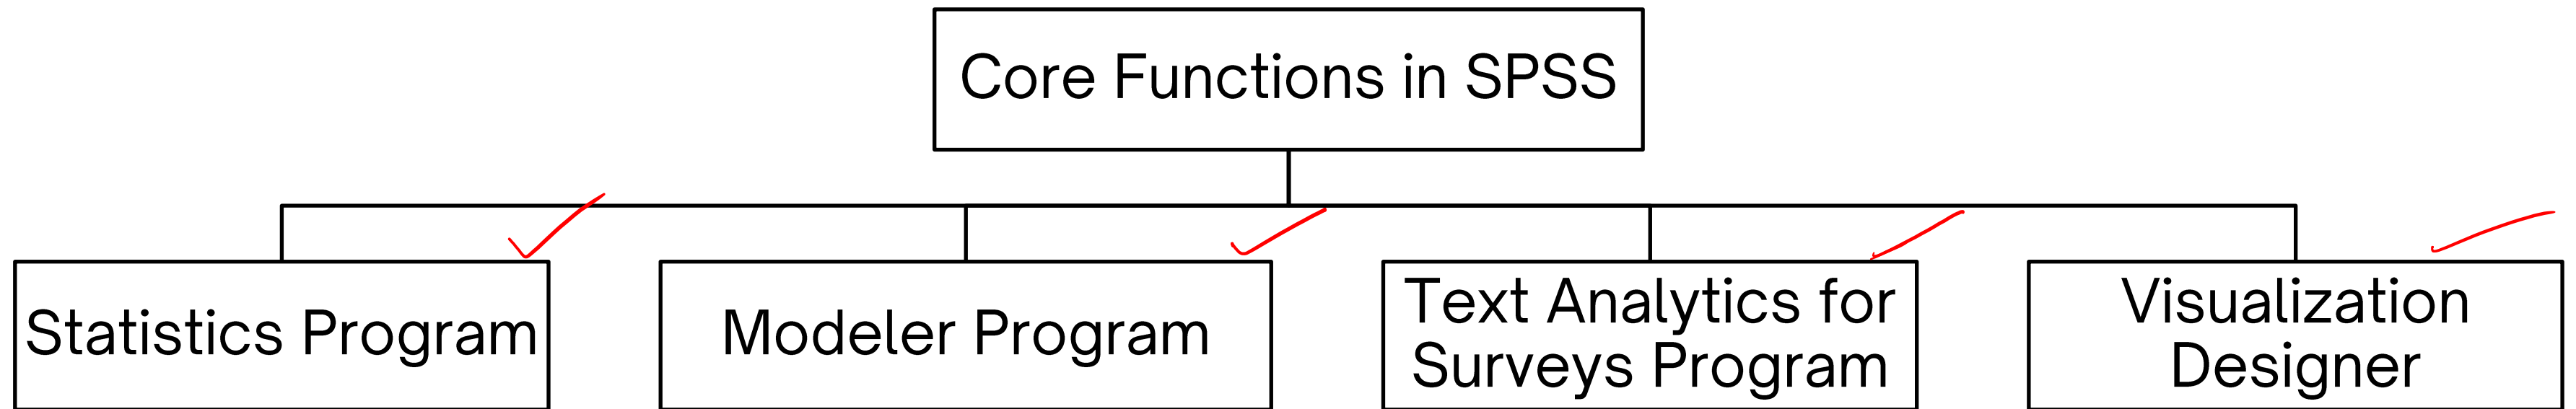 Core Functions in SPSS
Statistics Program
Modeler Program
Text Analytics for
Surveys Program
Visualization
Designer